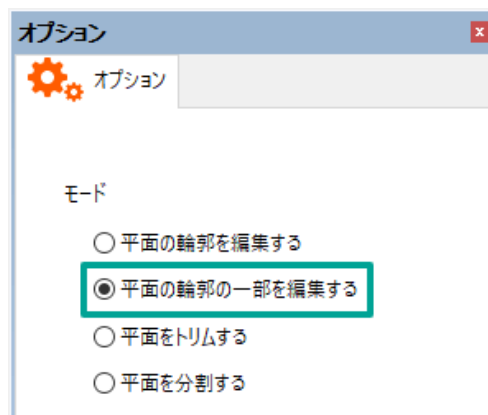 オプション
オプション
モード
平面の輪郭を編集する
平面の輪郭の一部を編集する
平面をトリムする
平面を分割する